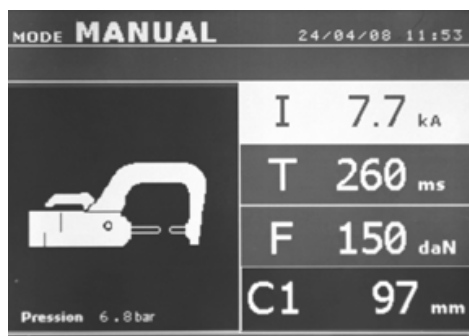 MODE MANUAL 24/04/08 11:53
I 7.7 kA
T 260 ms
F 150 daN
C1 97 mm
Pression 6.8bar